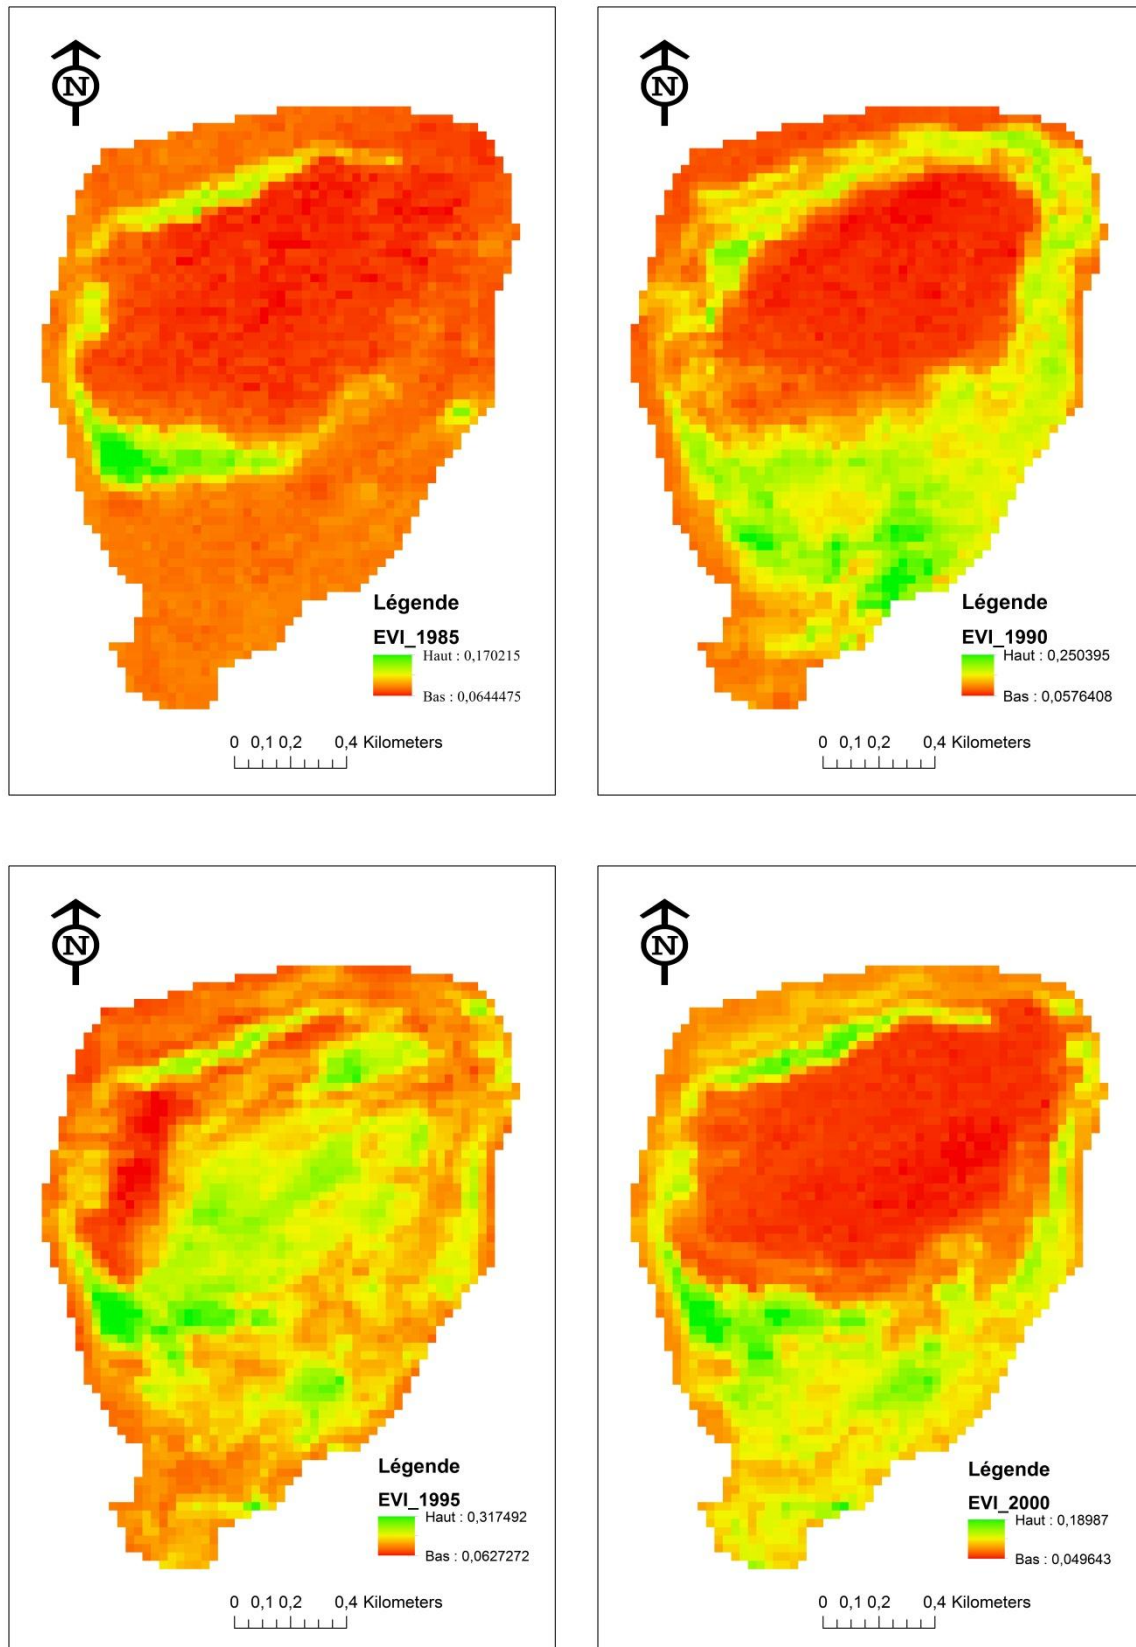 N
Légende
EVI_1985
Haut : 0,170215
Bas : 0,0644475
0 0,1 0,2 0,4 Kilometers
N
Légende
EVI_1990
Haut : 0,250395
Bas : 0,0576408
0 0,1 0,2 0,4 Kilometers
N
Légende
EVI_1995
Haut : 0,317492
Bas : 0,0627272
0 0,1 0,2 0,4 Kilometers
N
Légende
EVI_2000
Haut : 0,18987
Bas : 0,049643
0 0,1 0,2 0,4 Kilometers